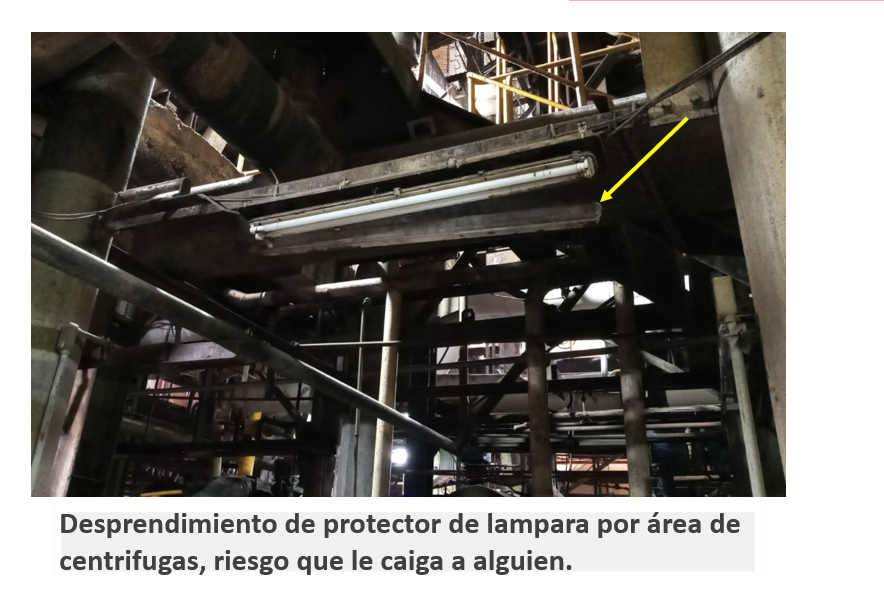 Desprendimiento de protector de lampara por área de
centrifugas, riesgo que le caiga a alguien.